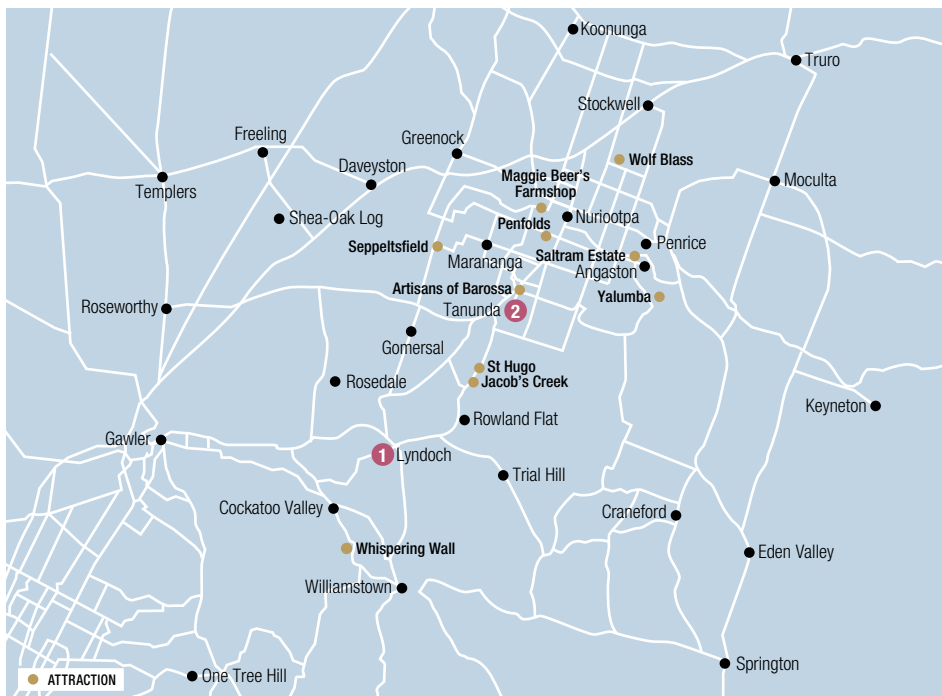 Koonunga
Truro
Stockwell
Freeling
Greenock
Wolf Blass
Daveyston
Maggie Beer's
Farmshop
Templers
Moculta
Shea-Oak Log
Nuriootpa
Penfolds
Seppeltsfield
Marananga
Penrice
Saltram Estate
Angaston
Artisans of Barossa
Yalumba
Roseworthy
Tanunda 2
Gomersal
St Hugo
Rosedale
Jacob's Creek
Keyneton
Rowland Flat
Gawler
1 Lyndoch
Trial Hill
Cockatoo Valley
Craneford
Whispering Wall
Eden Valley
Williamstown
Springton
One Tree Hill
ATTRACTION